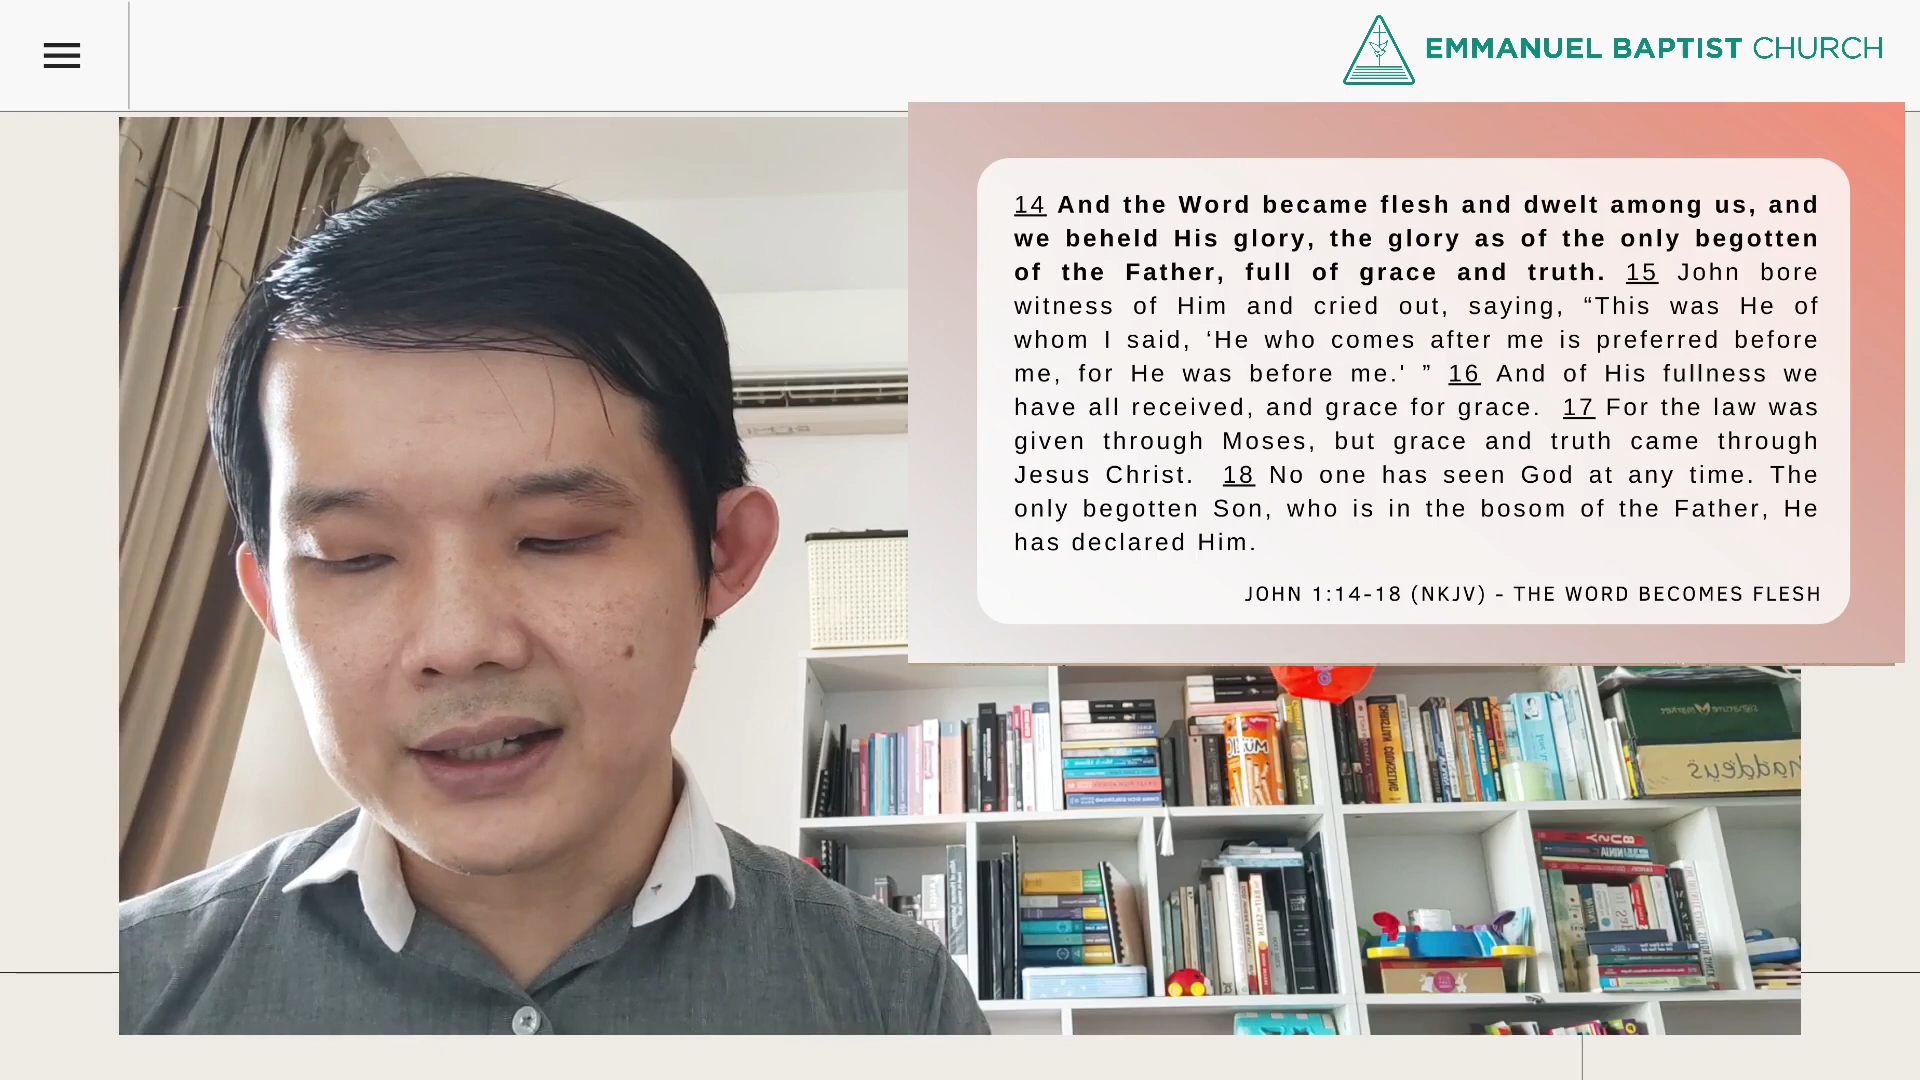 EMMANUEL BAPTIST CHURCH
14 And the Word became flesh and dwelt among us, and
we beheld His glory, the glory as of the only begotten
of the Father, full of grace and truth. 15 John bore
witness of Him and cried out, saying, “This was He of
whom I said, ‘He who comes after me is preferred before
me, for He was before me.' ” 16 And of His fullness we
have all received, and grace for grace. 17 For the law was
given through Moses, but grace and truth came through
Jesus Christ. 18 No one has seen God at any time. The
only begotten Son, who is in the bosom of the Father, He
has declared Him.
JOHN 1:14-18 (NKJV) - THE WORD BECOMES FLESH
signature market
CHRISTIAN COUNSELING